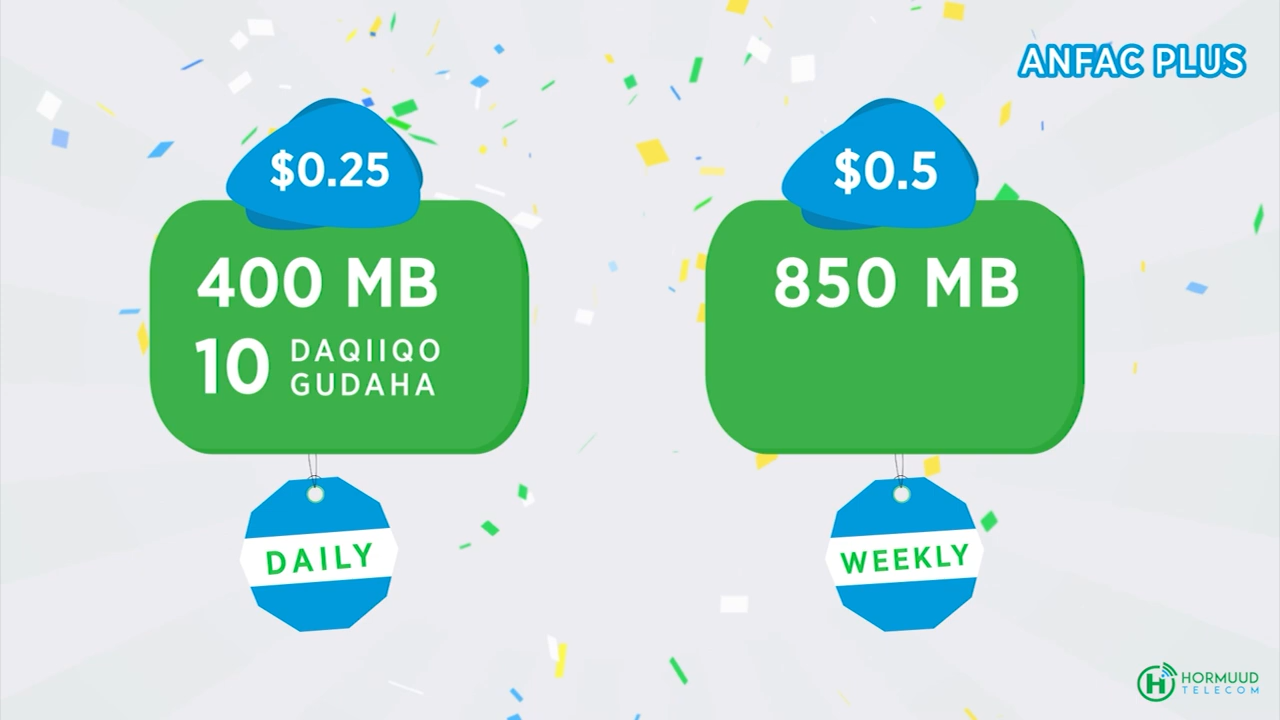 ANFAC PLUS
$0.25
400 MB
10 DAQIIQO
GUDAHA
DAILY
$0.5
850 MB
WEEKLY
HORMUUD
TELECOM